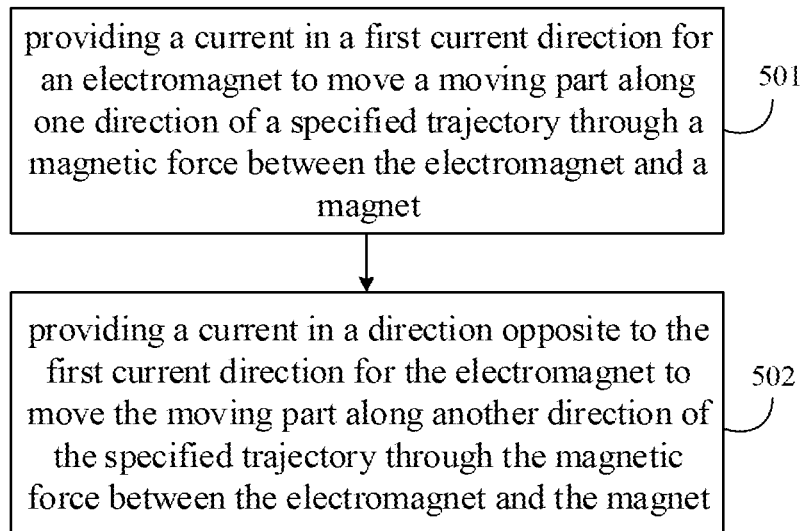 providing a current in a first current direction for
an electromagnet to move a moving part along
one direction of a specified trajectory through a
magnetic force between the electromagnet and a
magnet
501
providing a current in a direction opposite to the
first current direction for the electromagnet to
move the moving part along another direction of
the specified trajectory through the magnetic
force between the electromagnet and the magnet
502